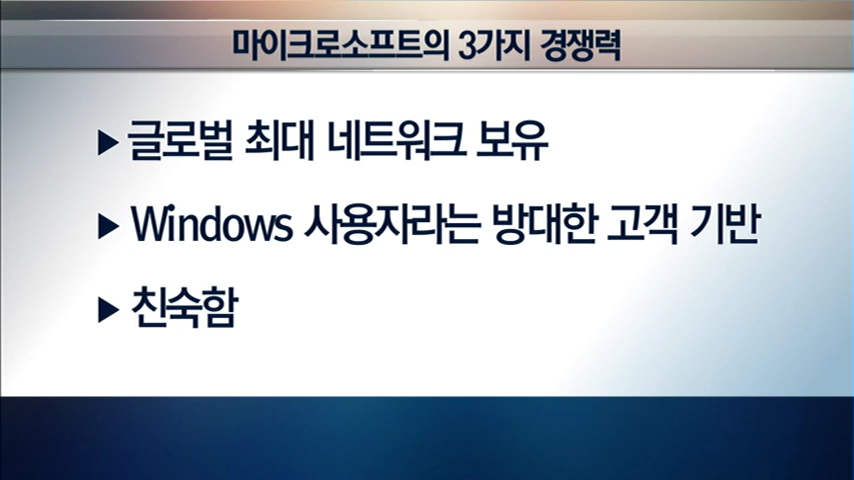 마이크로소프트의 3가지 경쟁력
▶ 글로벌 최대 네트워크 보유
▶ Windows 사용자라는 방대한 고객 기반
▶ 친숙함